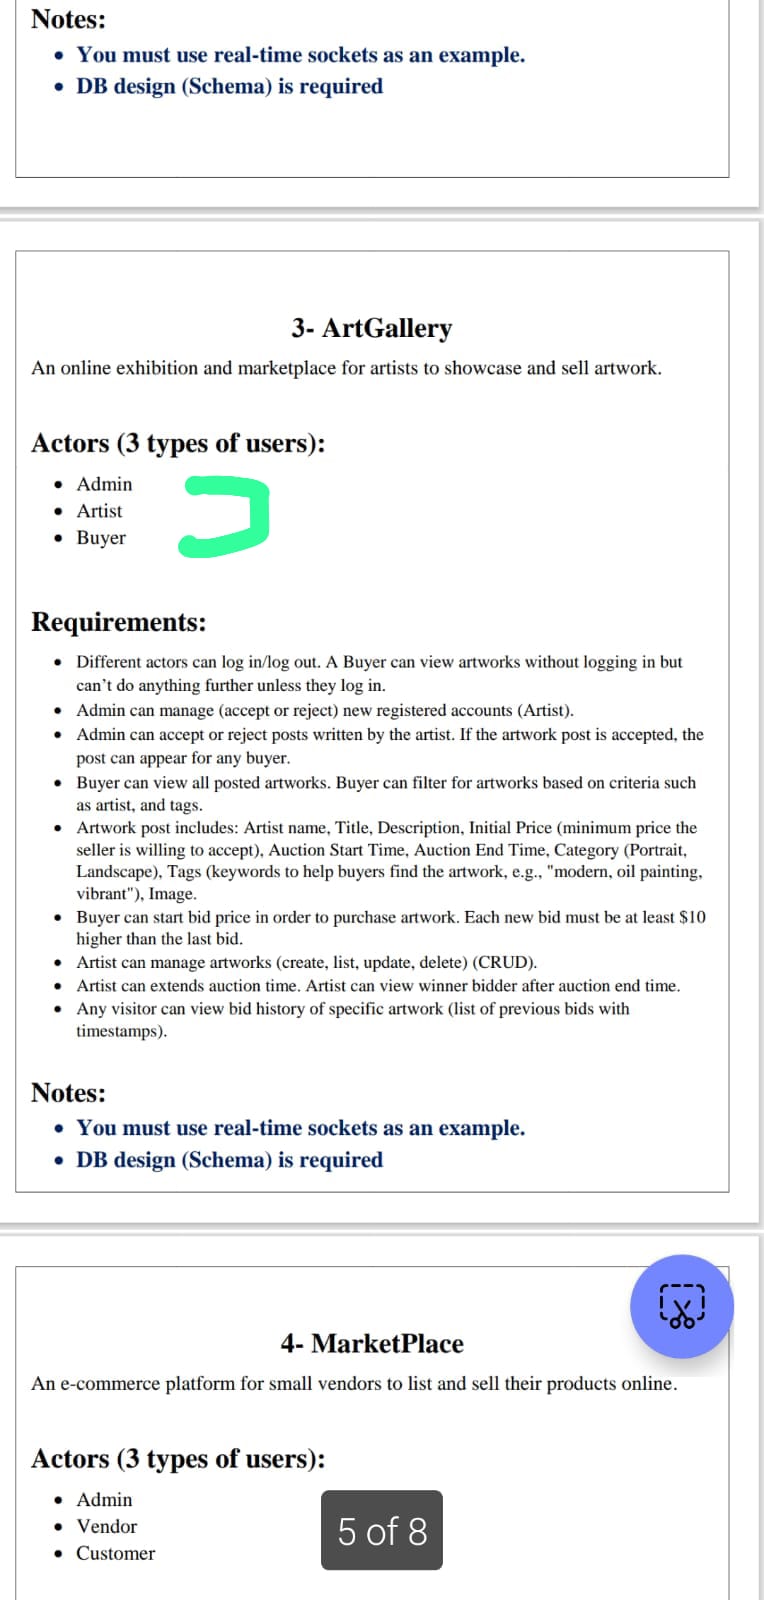 Notes:
• You must use real-time sockets as an example.
• DB design (Schema) is required
3- ArtGallery
An online exhibition and marketplace for artists to showcase and sell artwork.
Actors (3 types of users):
• Admin
• Artist
• Buyer
Requirements:
• Different actors can log in/log out. A Buyer can view artworks without logging in but
can’t do anything further unless they log in.
• Admin can manage (accept or reject) new registered accounts (Artist).
• Admin can accept or reject posts written by the artist. If the artwork post is accepted, the
post can appear for any buyer.
• Buyer can view all posted artworks. Buyer can filter for artworks based on criteria such
as artist, and tags.
• Artwork post includes: Artist name, Title, Description, Initial Price (minimum price the
seller is willing to accept), Auction Start Time, Auction End Time, Category (Portrait,
Landscape), Tags (keywords to help buyers find the artwork, e.g., "modern, oil painting,
vibrant"), Image.
• Buyer can start bid price in order to purchase artwork. Each new bid must be at least $10
higher than the last bid.
• Artist can manage artworks (create, list, update, delete) (CRUD).
• Artist can extends auction time. Artist can view winner bidder after auction end time.
• Any visitor can view bid history of specific artwork (list of previous bids with
timestamps).
Notes:
• You must use real-time sockets as an example.
• DB design (Schema) is required
4- MarketPlace
An e-commerce platform for small vendors to list and sell their products online.
Actors (3 types of users):
• Admin
• Vendor
• Customer
5 of 8